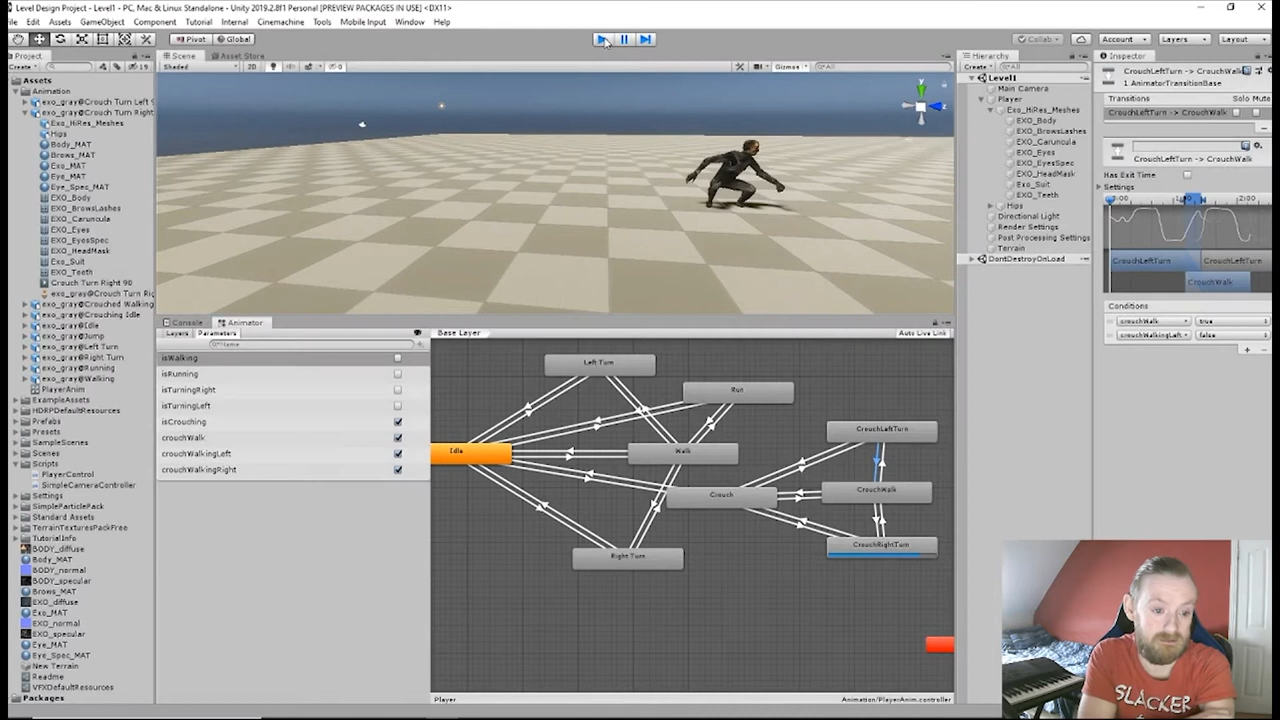 Level Design Project - Level1 - PC, Mac & Linux Standalone - Unity 2019.2.8f1 Personal [PREVIEW PACKAGES IN USE] <DX11>
File Edit Assets GameObject Component Tutorial Internal Cinemachine Tools Mobile Input Window Help
Pivot Global Collab Account Layers Layout
Project
Create
Assets
Animation
exo_gray@Crouch Turn Left
exo_gray@Crouch Turn Right
Exo_HiRes_Meshes
Hips
Body_MAT
Brows_MAT
Exo_MAT
Eye_MAT
Eye_Spec_MAT
EXO_Body
EXO_BrowsLashes
EXO_Caruncula
EXO_Eyes
EXO_EyesSpec
EXO_HeadMask
Exo_Suit
EXO_Teeth
Crouch Turn Right 90
exo_gray@Crouch Turn Rig
exo_gray@Crouched Walking
exo_gray@Crouching Idle
exo_gray@Idle
exo_gray@Jump
exo_gray@Left Turn
exo_gray@Right Turn
exo_gray@Running
exo_gray@Walking
PlayerAnim
ExampleAssets
HDRPDefaultResources
Prefabs
Presets
SampleScenes
Scenes
Scripts
PlayerControl
SimpleCameraController
Settings
SimpleParticlePack
Standard Assets
TerrainTexturesPackFree
TutorialInfo
BODY_diffuse
Body_MAT
BODY_normal
BODY_specular
Brows_MAT
EXO_diffuse
Exo_MAT
EXO_normal
EXO_specular
Eye_MAT
Eye_Spec_MAT
New Terrain
Readme
VFXDefaultResources
Packages
Scene Asset Store
Shaded 2D Gizmos
y
Console Animator
Layers Parameters
Name
isWalking
isRunning
isTurningRight
isTurningLeft
isCrouching
crouchWalk
crouchWalkingLeft
crouchWalkingRight
Base Layer Auto Live Link
Left Turn
Run
CrouchLeftTurn
Idle
Walk
CrouchWalk
Crouch
CrouchRightTurn
Right Turn
Player Animation/PlayerAnim.controller
Hierarchy
Create
Level1
Main Camera
Player
Exo_HiRes_Meshes
EXO_Body
EXO_BrowsLashes
EXO_Caruncula
EXO_Eyes
EXO_EyesSpec
EXO_HeadMask
Exo_Suit
EXO_Teeth
Hips
Directional Light
Render Settings
Post Processing Settings
Terrain
DontDestroyOnLoad
Inspector
CrouchLeftTurn -> CrouchWalk
1 AnimatorTransitionBase
Transitions Solo Mute
CrouchLeftTurn -> CrouchWalk
CrouchLeftTurn -> CrouchWalk
Has Exit Time
Settings
CrouchLeftTurn CrouchLeftTurn
CrouchWalk
Conditions
crouchWalk true
crouchWalkingLeft false
SLACKER